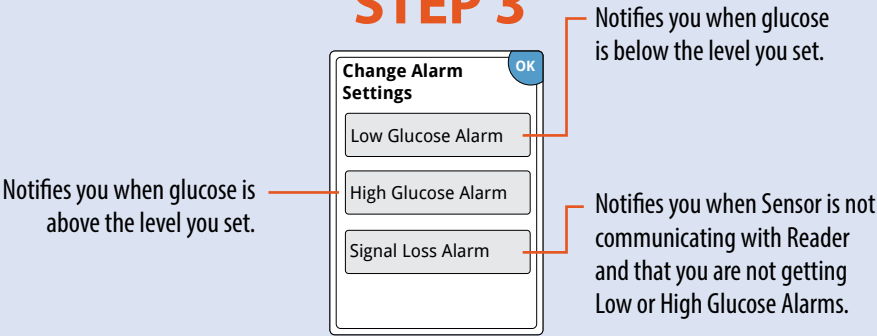 STEP 3
Notifies you when glucose
is below the level you set.
Change Alarm
Settings
OK
Low Glucose Alarm
Notifies you when glucose is
above the level you set.
High Glucose Alarm
Signal Loss Alarm
Notifies you when Sensor is not
communicating with Reader
and that you are not getting
Low or High Glucose Alarms.